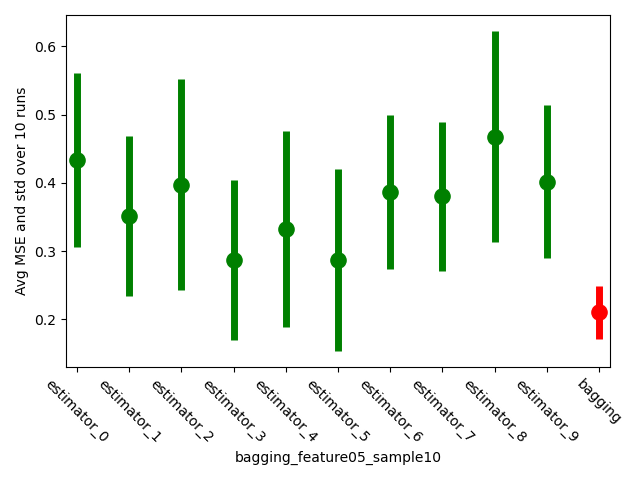 Avg MSE and std over 10 runs
0.6
0.5
0.4
0.3
0.2
estimator_0
estimator_1
estimator_2
estimator_3
estimator_4
estimator_5
estimator_6
estimator_7
estimator_8
estimator_9
bagging
bagging_feature05_sample10